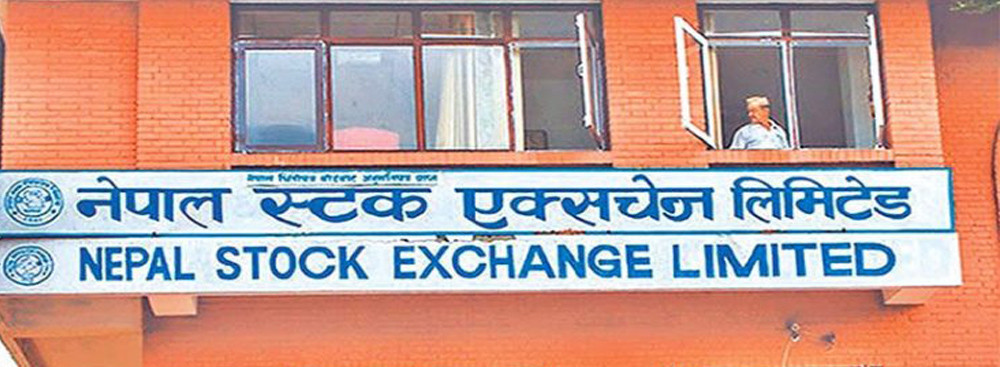 नेपाल स्टक एक्सचेन्ज लिमिटेड
NEPAL STOCK EXCHANGE LIMITED